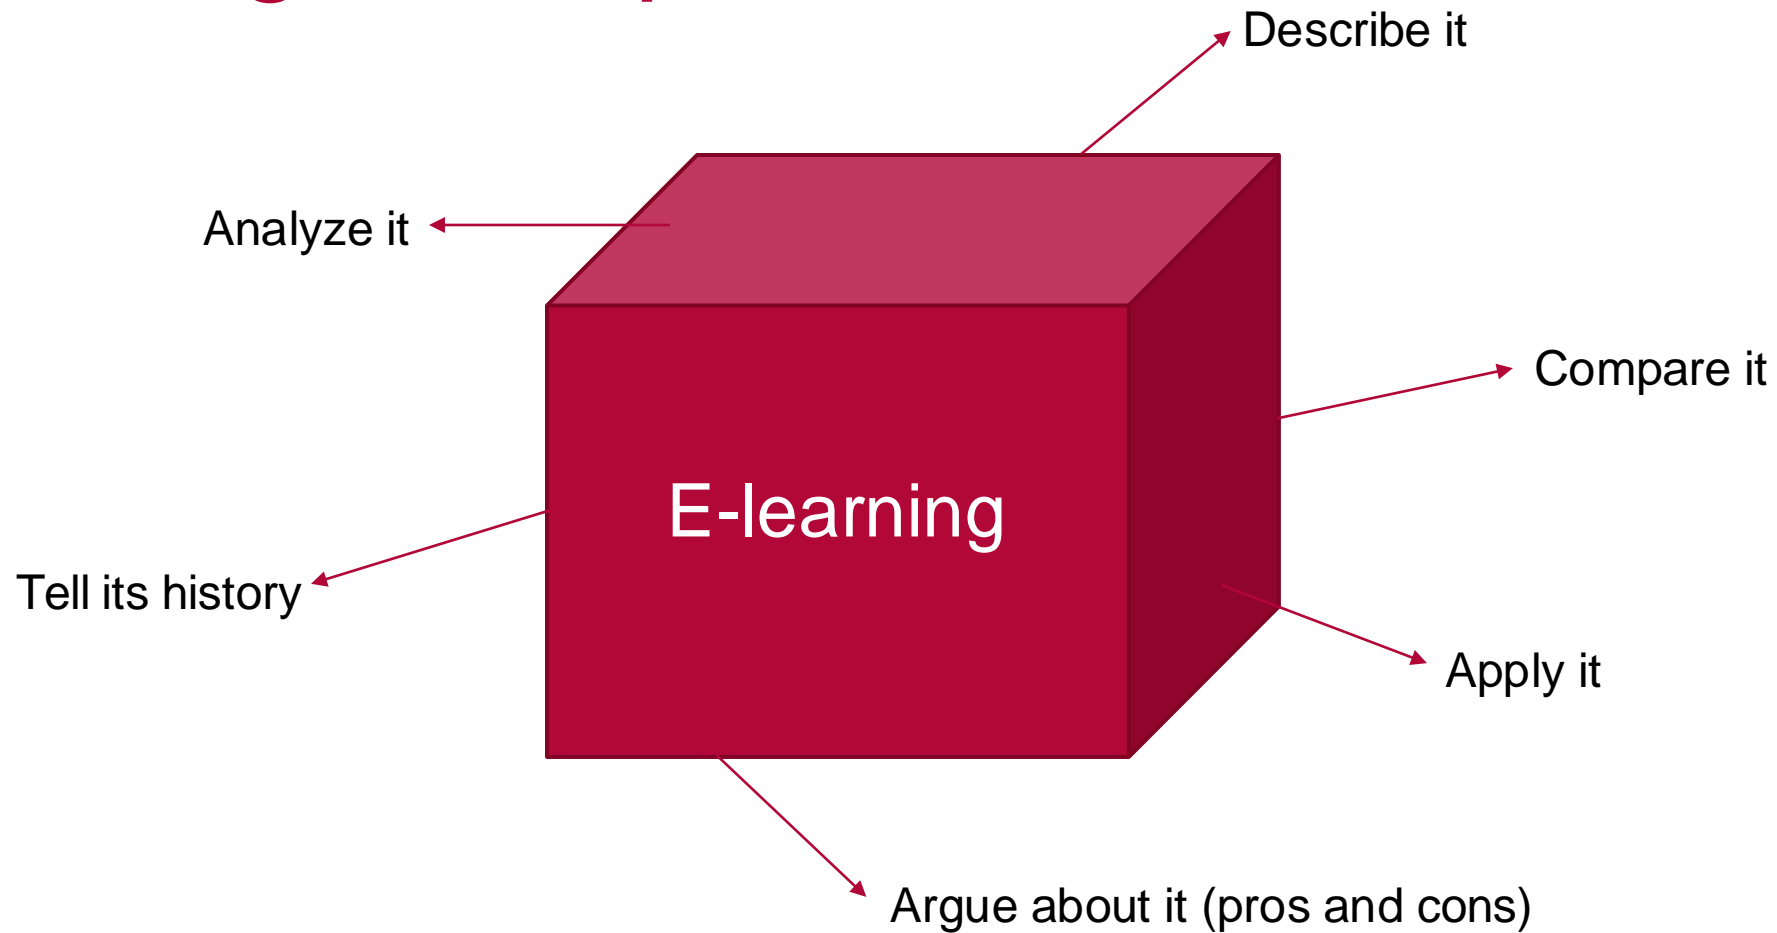 Describe it
Analyze it
Compare it
E-learning
Tell its history
Apply it
Argue about it (pros and cons)